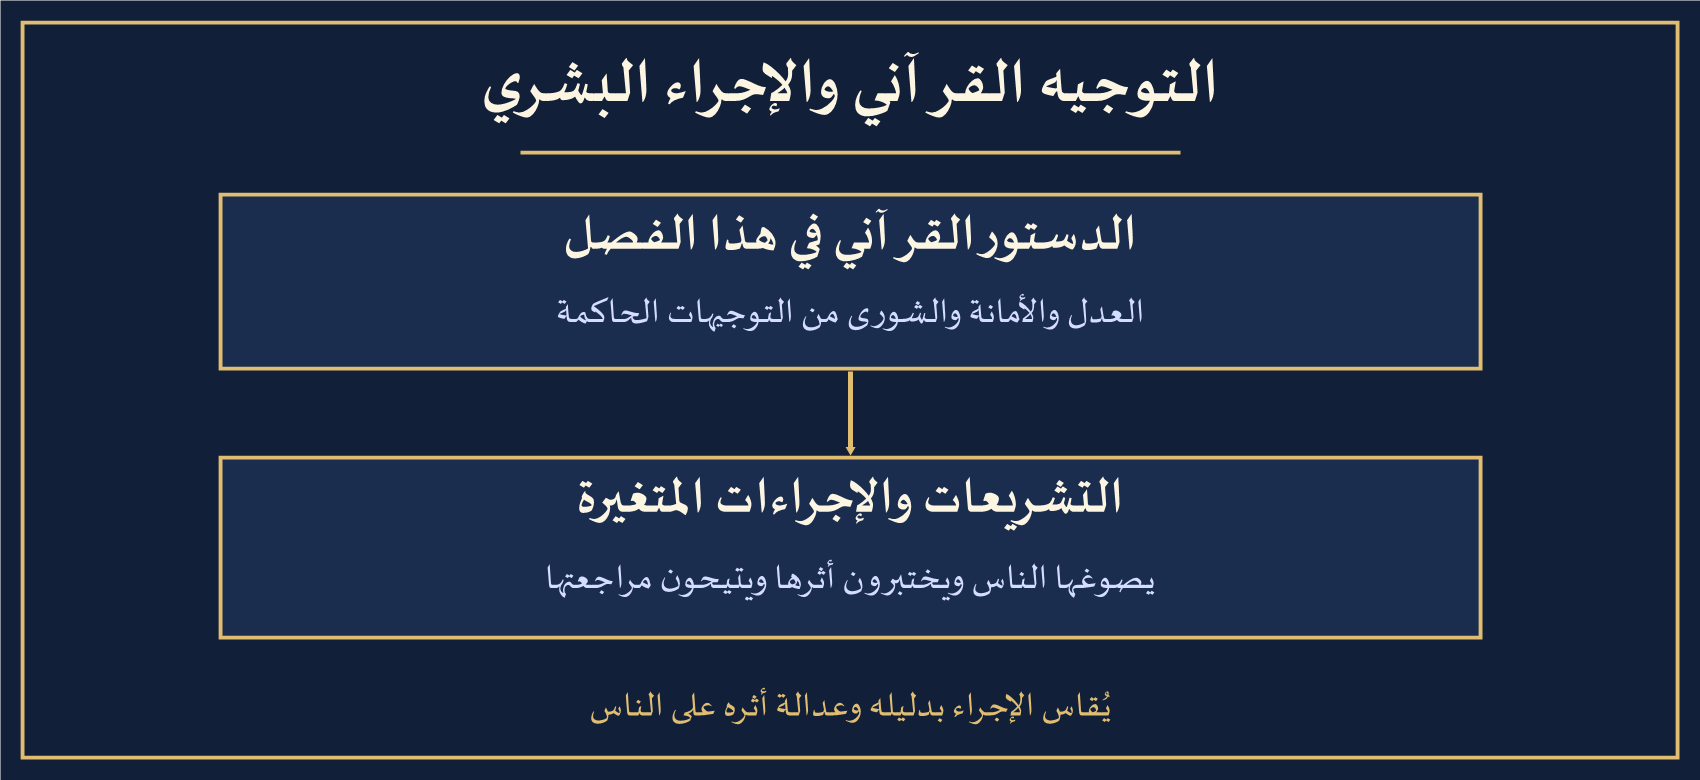 التوجيه القرآني والإجراء البشري
الدستور القرآني في هذا الفصل
العدل والأمانة والشورى من التوجيهات الحاكمة
التشريعات والإجراءات المتغيرة
يصوغها الناس ويختبرون أثرها ويتيحون مراجعتها
يُقاس الإجراء بدليله وعدالة أثره على الناس